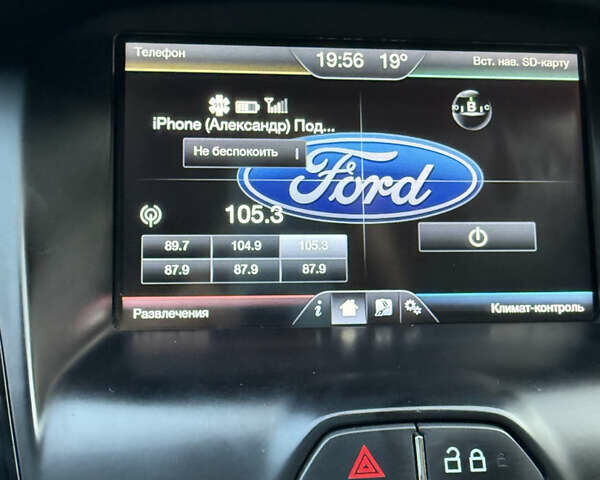 Телефон
19:56 19°
Вст. нав. SD-карту
iPhone (Александр) Под...
Не беспокоить
В
Ford
105.3
89.7 104.9 105.3
87.9 87.9 87.9
Развлечения
i
Климат-контроль